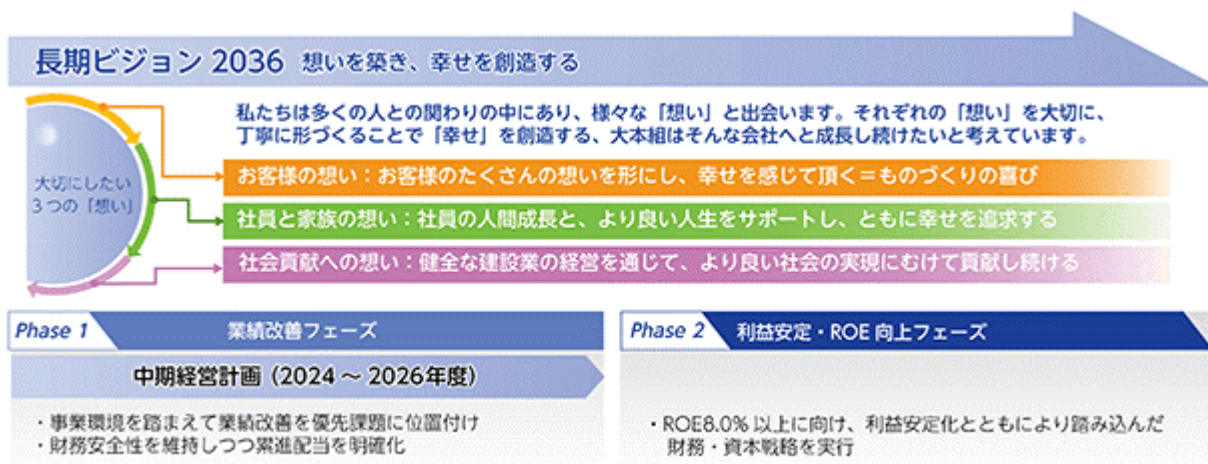 長期ビジョン 2036 想いを築き、幸せを創造する
私たちは多くの人との関わりの中にあり、様々な「想い」と出会います。それぞれの「想い」を大切に、
丁寧に形づくることで「幸せ」を創造する、大本組はそんな会社へと成長し続けたいと考えています。
大切にしたい
3つの「想い」
お客様の想い：お客様のたくさんの想いを形にし、幸せを感じて頂く＝ものづくりの喜び
社員と家族の想い：社員の人間成長と、より良い人生をサポートし、ともに幸せを追求する
社会貢献への想い：健全な建設業の経営を通じて、より良い社会の実現にむけて貢献し続ける
Phase 1 業績改善フェーズ
中期経営計画（2024 ～ 2026年度）
・事業環境を踏まえて業績改善を優先課題に位置付け
・財務安全性を維持しつつ累進配当を明確化
Phase 2 利益安定・ROE 向上フェーズ
・ROE8.0% 以上に向け、利益安定化とともにより踏み込んだ
財務・資本戦略を実行